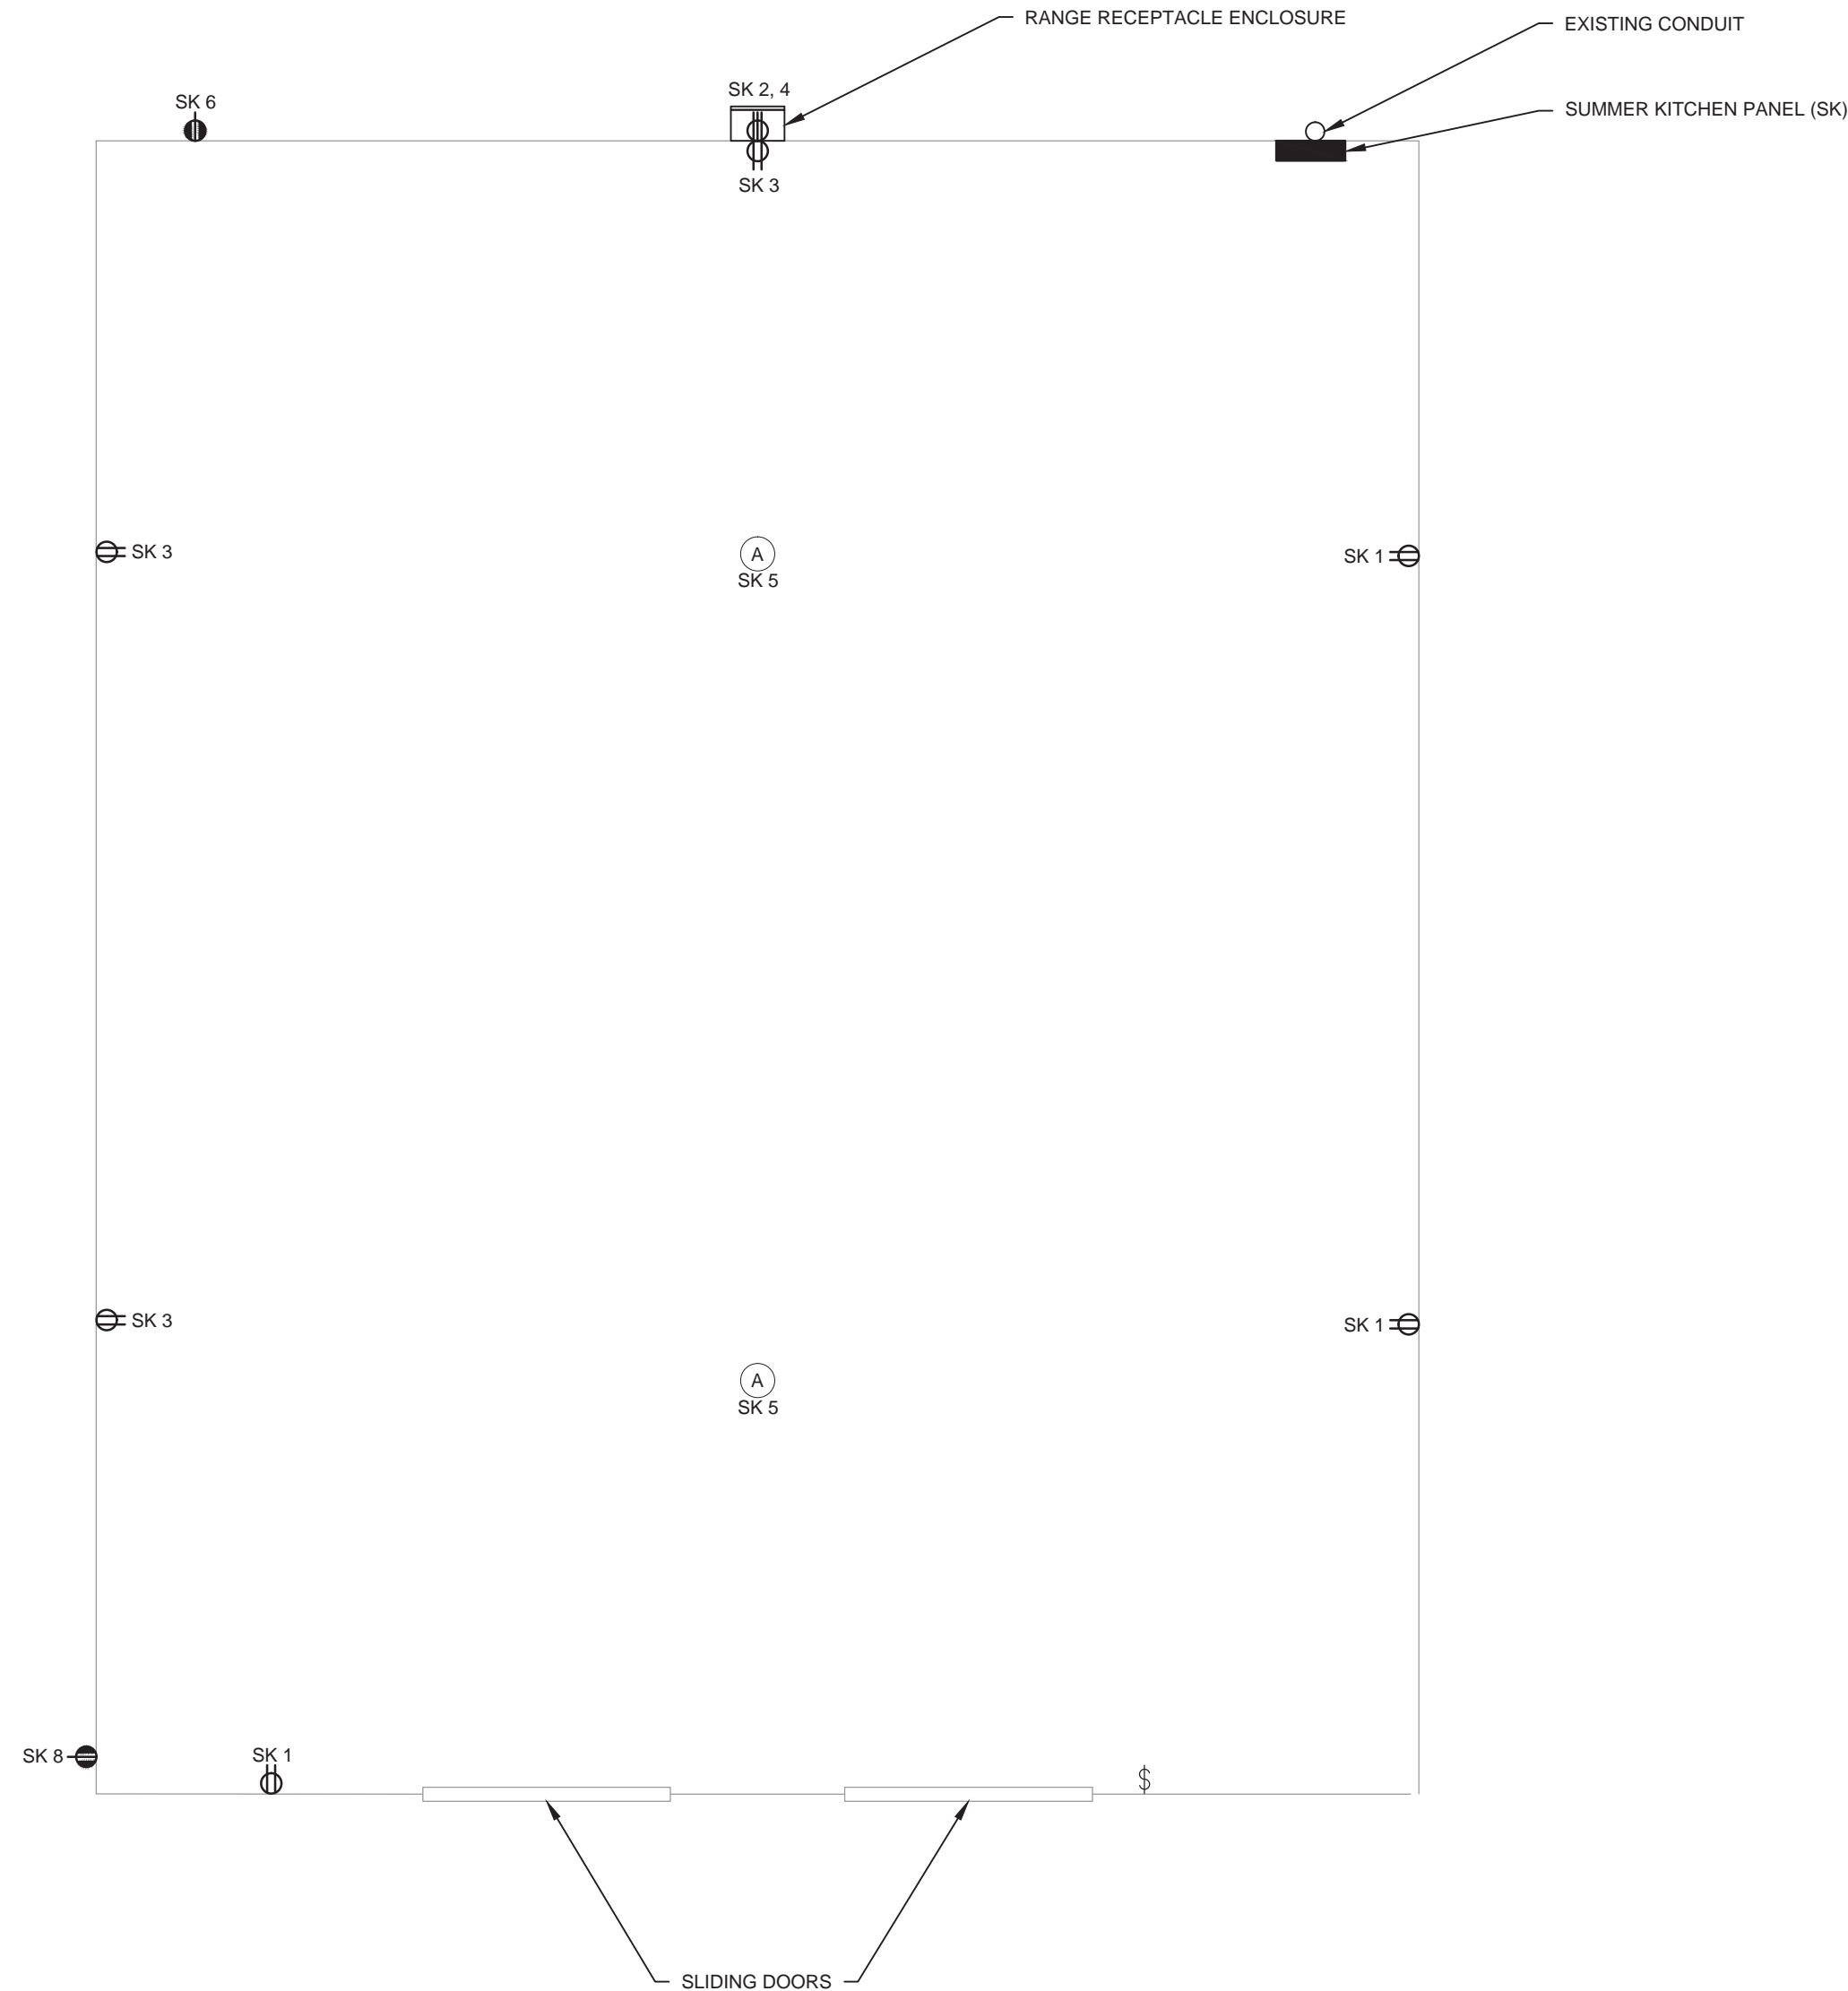 RANGE RECEPTACLE ENCLOSURE
EXISTING CONDUIT
SK 2, 4
SK 6
SUMMER KITCHEN PANEL (SK)
SK 3
SK 3
A
SK 5
SK 1
SK 3
SK 1
A
SK 5
SK 8
SK 1
$
SLIDING DOORS